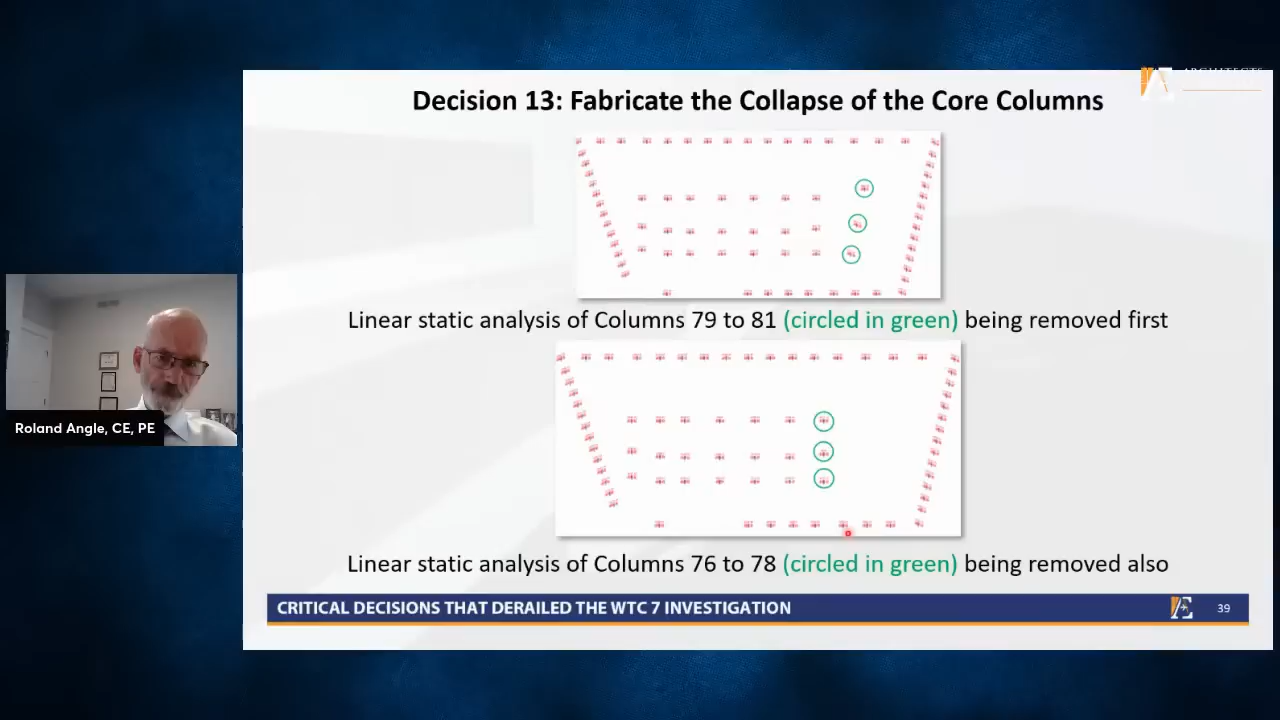 ARCHITECTS
Decision 13: Fabricate the Collapse of the Core Columns
Linear static analysis of Columns 79 to 81 (circled in green) being removed first
Roland Angle, CE, PE
Linear static analysis of Columns 76 to 78 (circled in green) being removed also
CRITICAL DECISIONS THAT DERAILED THE WTC 7 INVESTIGATION
39